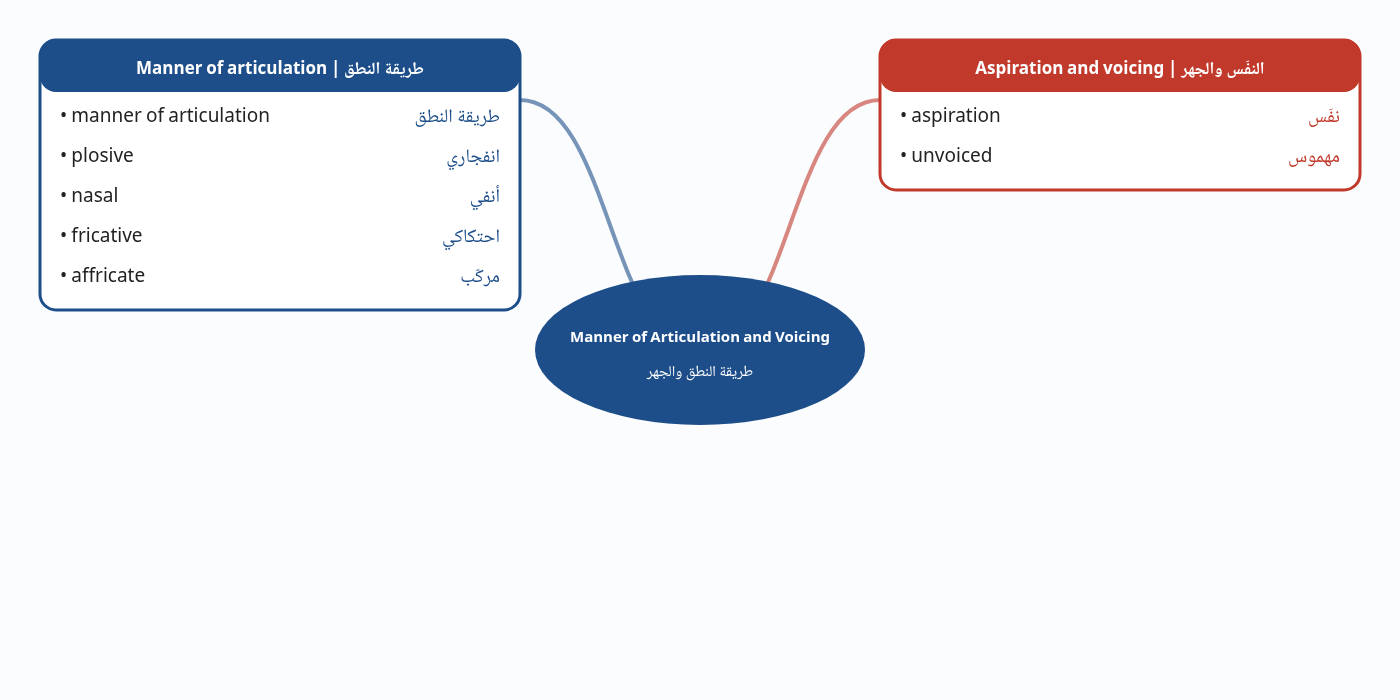 Manner of articulation | طريقة النطق
• manner of articulation طريقة النطق
• plosive انفجاري
• nasal أنفي
• fricative احتكاكي
• affricate مركّب
Aspiration and voicing | النفَس والجهر
• aspiration نفَس
• unvoiced مهموس
Manner of Articulation and Voicing
طريقة النطق والجهر